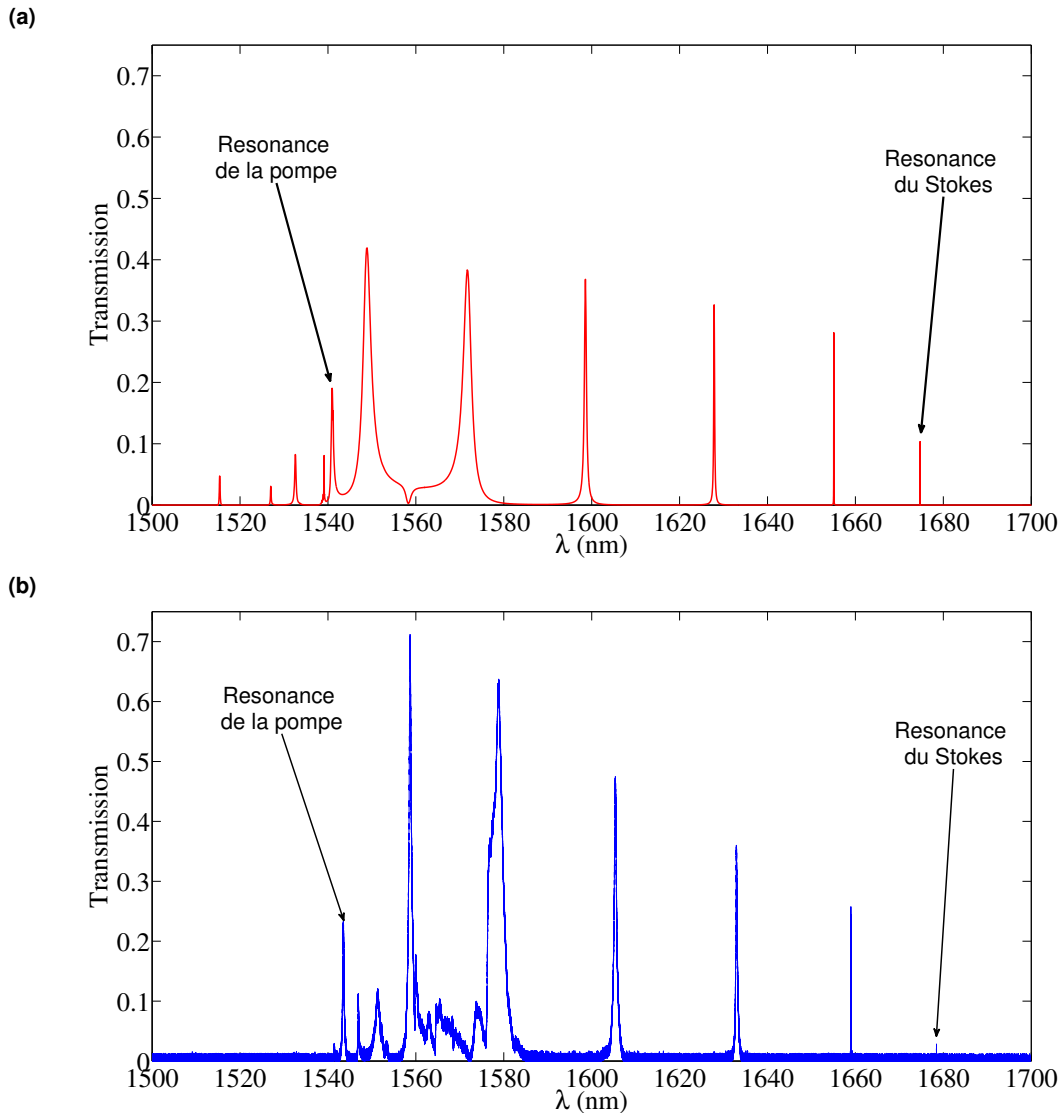 (a)
0.7
0.6
0.5
0.4
0.3
0.2
0.1
0
Transmission
Resonance
de la pompe
Resonance
du Stokes
1500 1520 1540 1560 1580 1600 1620 1640 1660 1680 1700
λ (nm)
(b)
0.7
0.6
0.5
0.4
0.3
0.2
0.1
0
Transmission
Resonance
de la pompe
Resonance
du Stokes
1500 1520 1540 1560 1580 1600 1620 1640 1660 1680 1700
λ (nm)